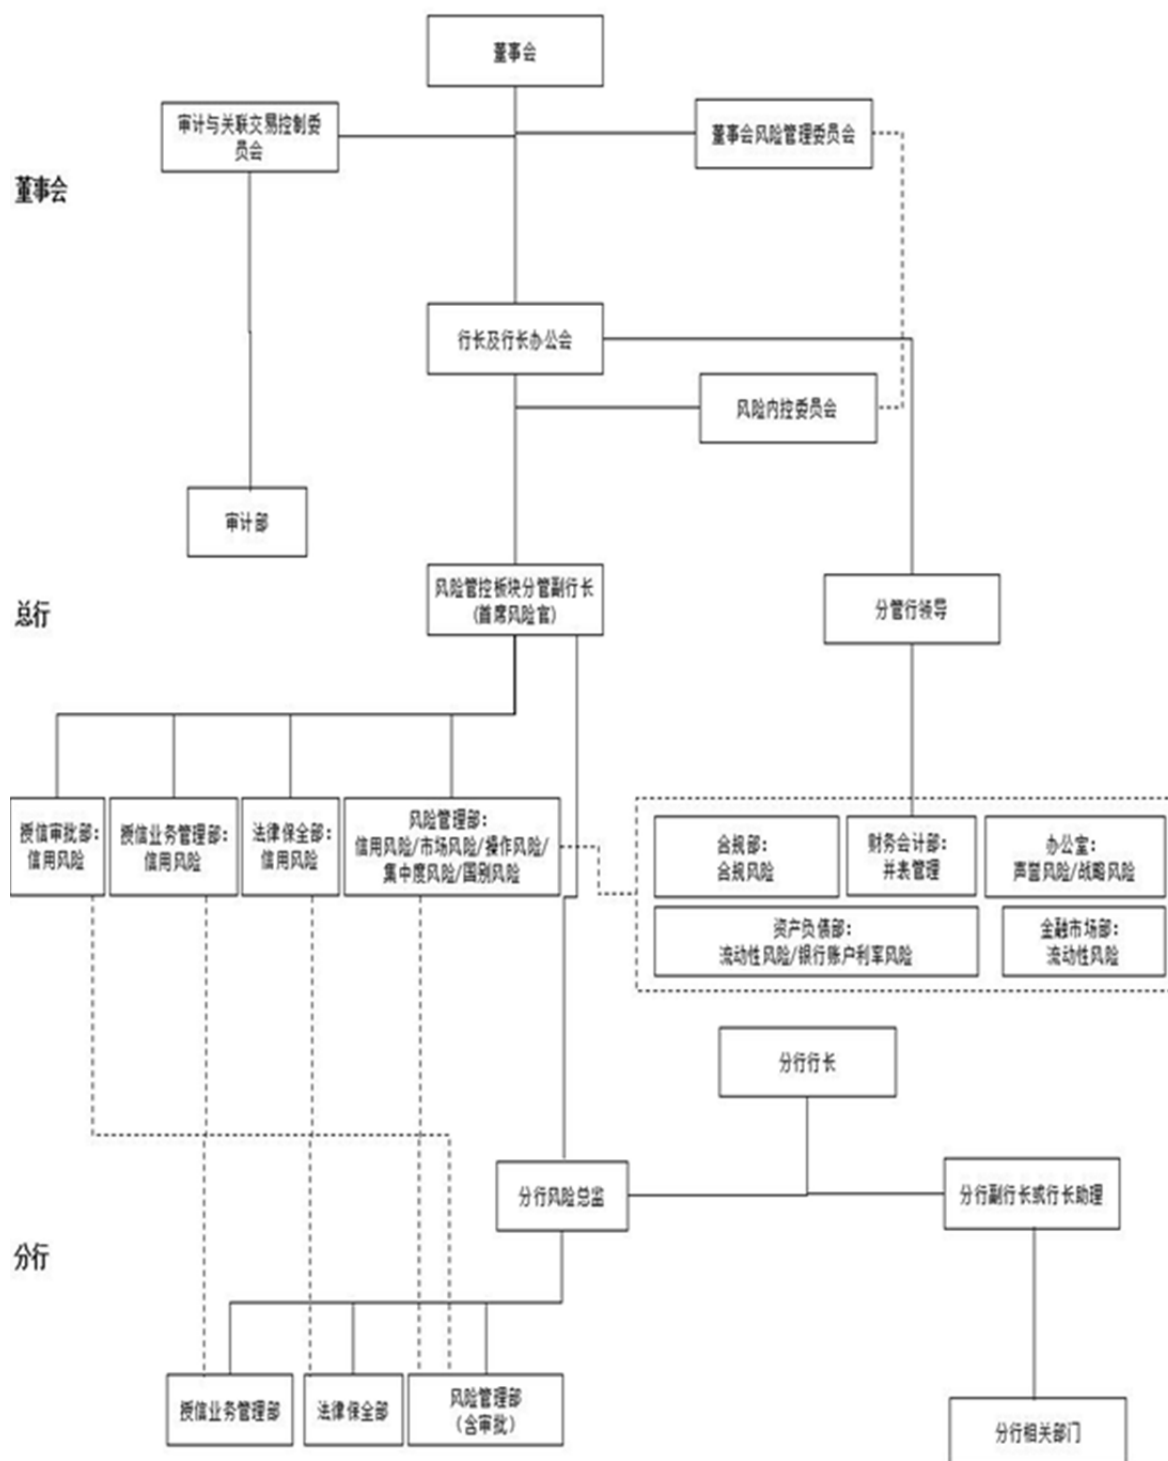 董事会
审计与关联交易控制委
员会
董事会风险管理委员会
董事会
行长及行长办公会
风险内控委员会
审计部
风险管控板块分管副行长
(首席风险官)
分管行领导
总行
授信审批部:
信用风险
授信业务管理部:
信用风险
法律保全部:
信用风险
风险管理部:
信用风险/市场风险/操作风险/
集中度风险/国别风险
合规部:
合规风险
财务会计部:
并表管理
办公室:
声誉风险/战略风险
资产负债部:
流动性风险/银行账户利率风险
金融市场部:
流动性风险
分行行长
分行风险总监
分行副行长或行长助理
分行
授信业务管理部
法律保全部
风险管理部
(含审批)
分行相关部门